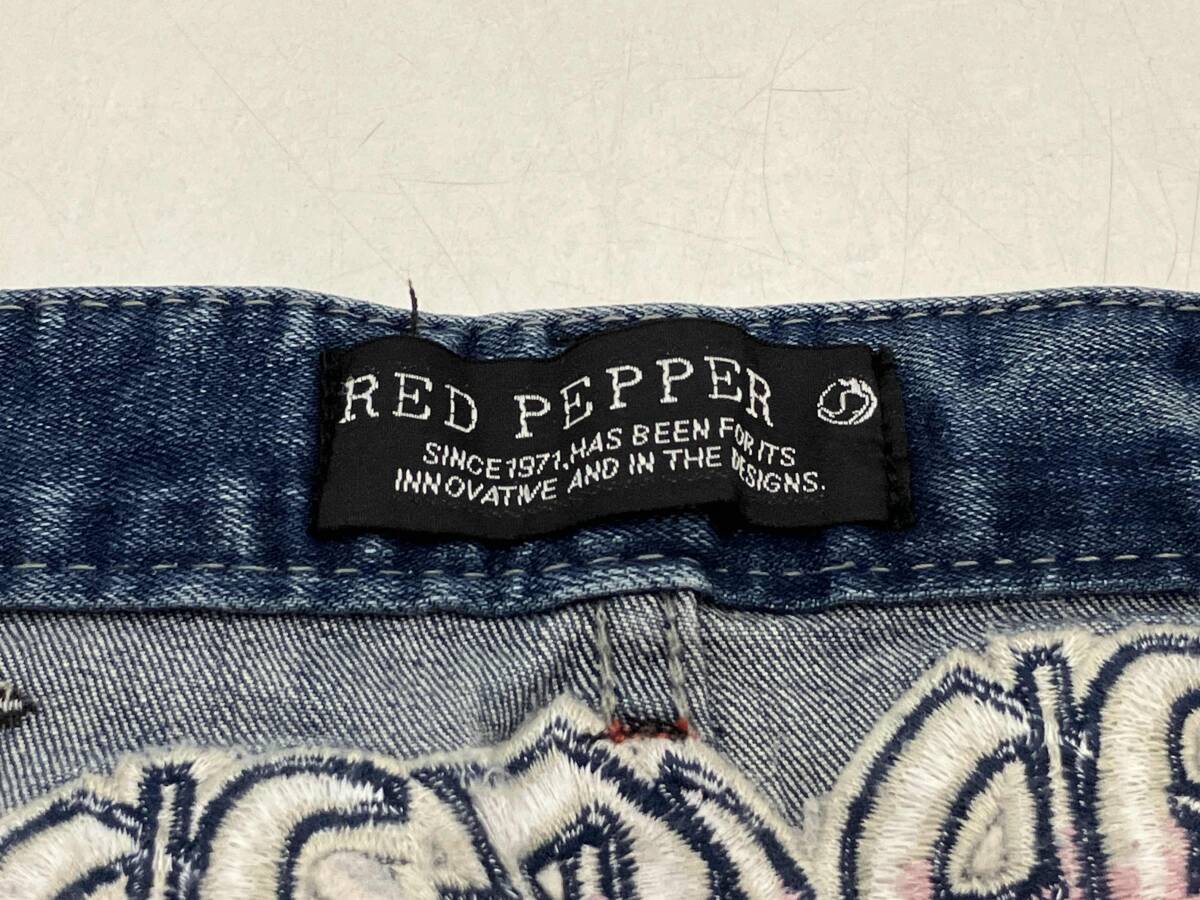 RED PEPPER
SINCE 1971, HAS BEEN FOR ITS
INNOVATIVE AND IN THE DESIGNS.